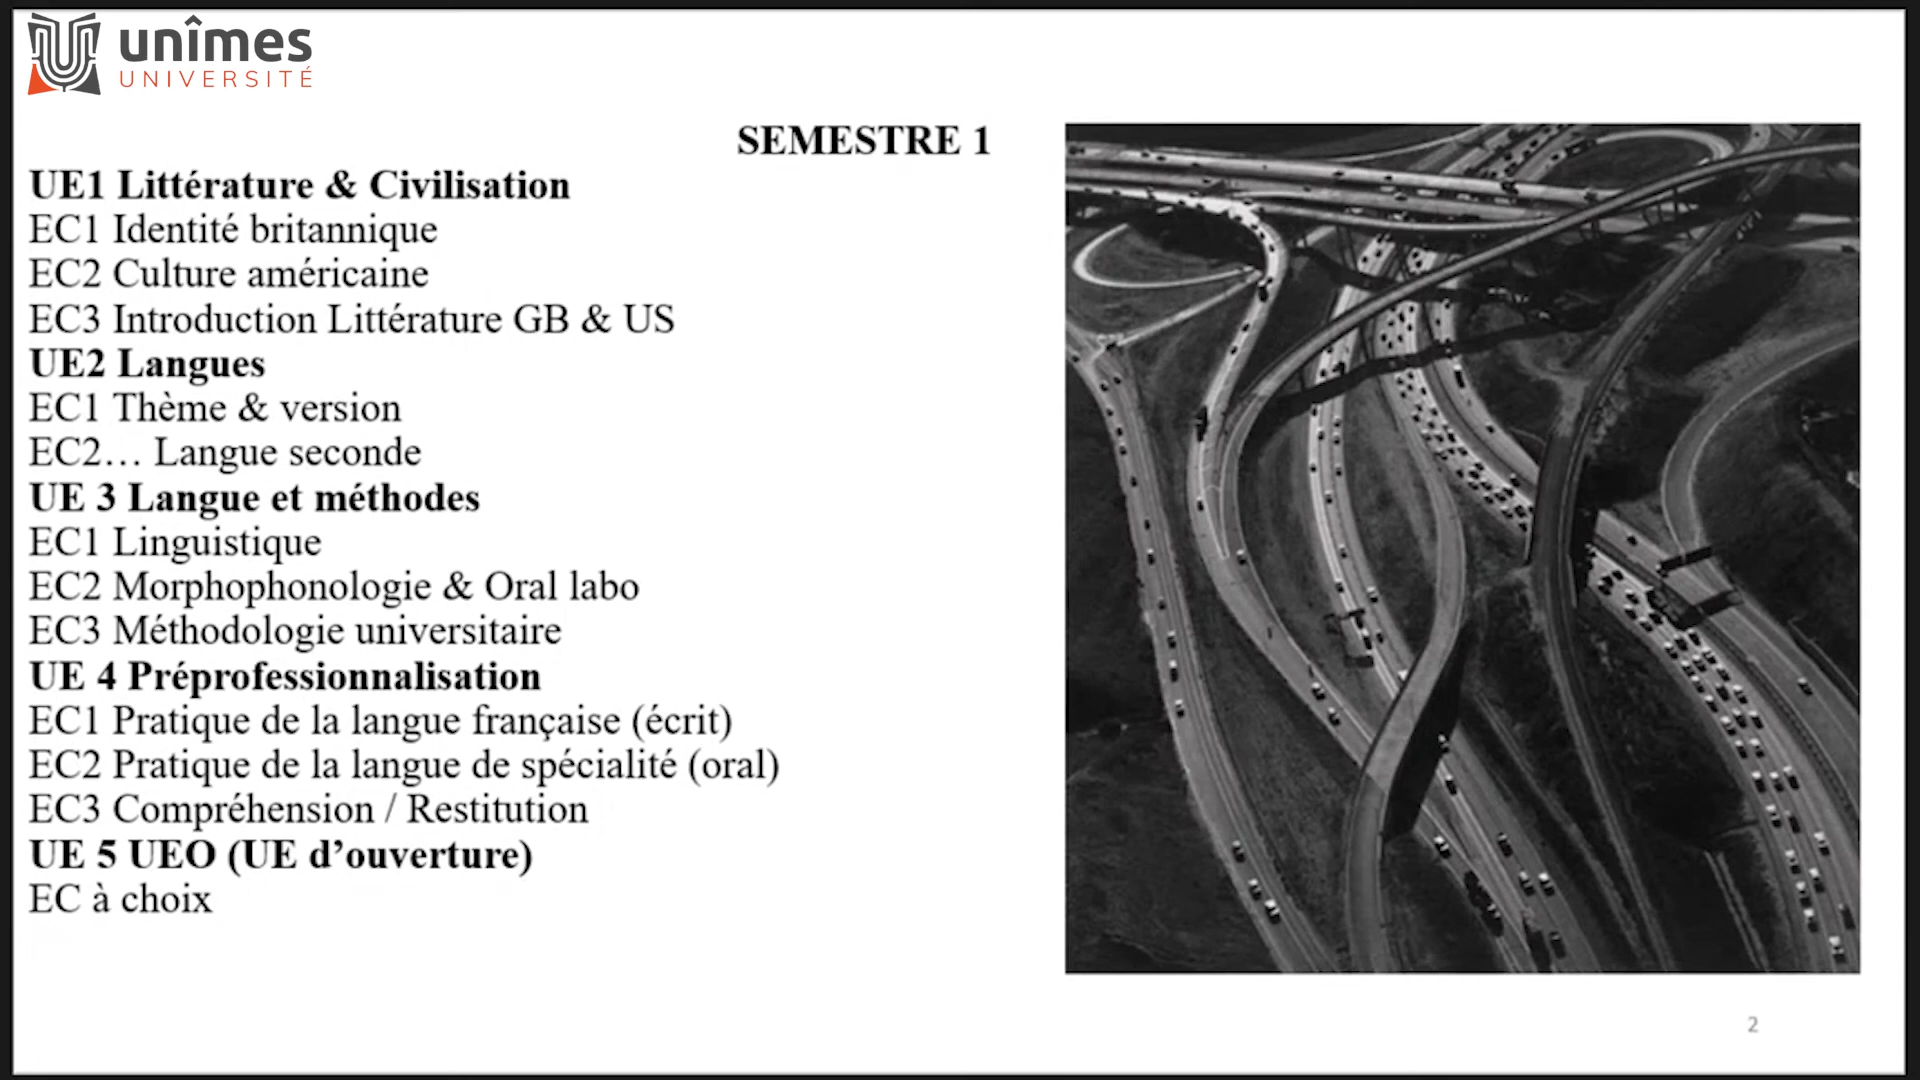 unîmes
UNIVERSITÉ
SEMESTRE 1
UE1 Littérature & Civilisation
EC1 Identité britannique
EC2 Culture américaine
EC3 Introduction Littérature GB & US
UE2 Langues
EC1 Thème & version
EC2… Langue seconde
UE 3 Langue et méthodes
EC1 Linguistique
EC2 Morphophonologie & Oral labo
EC3 Méthodologie universitaire
UE 4 Préprofessionnalisation
EC1 Pratique de la langue française (écrit)
EC2 Pratique de la langue de spécialité (oral)
EC3 Compréhension / Restitution
UE 5 UEO (UE d’ouverture)
EC à choix
2